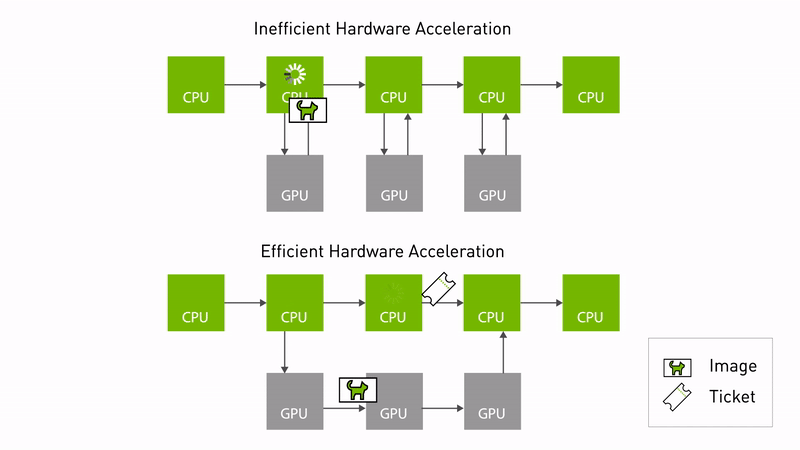 Inefficient Hardware Acceleration
CPU CPU CPU CPU CPU
GPU GPU GPU
Efficient Hardware Acceleration
CPU CPU CPU CPU CPU
GPU GPU GPU
Image
Ticket